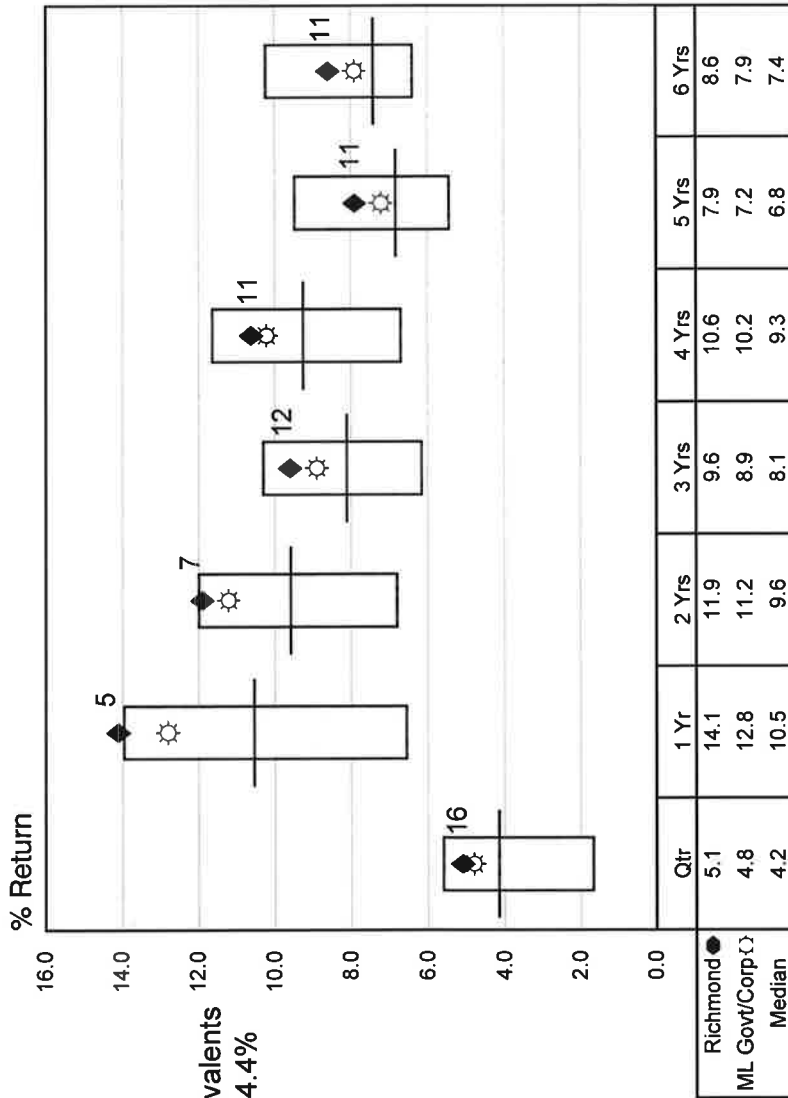 % Return
16.0
14.0
12.0
10.0
8.0
6.0
4.0
2.0
0.0
valents
4.4%
16
5
7
12
11
11
11
Qtr 1 Yr 2 Yrs 3 Yrs 4 Yrs 5 Yrs 6 Yrs
Richmond 5.1 14.1 11.9 9.6 10.6 7.9 8.6
ML Govt/Corp 4.8 12.8 11.2 8.9 10.2 7.2 7.9
Median 4.2 10.5 9.6 8.1 9.3 6.8 7.4